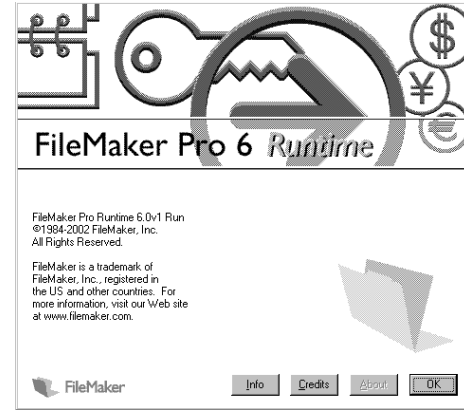 $
¥
€
FileMaker Pro 6 Runtime
FileMaker Pro Runtime 6.0v1 Run
©1984-2002 FileMaker, Inc.
All Rights Reserved.
FileMaker is a trademark of
FileMaker, Inc., registered in
the US and other countries. For
more information, visit our Web site
at www.filemaker.com.
FileMaker
Info
Credits
About
OK